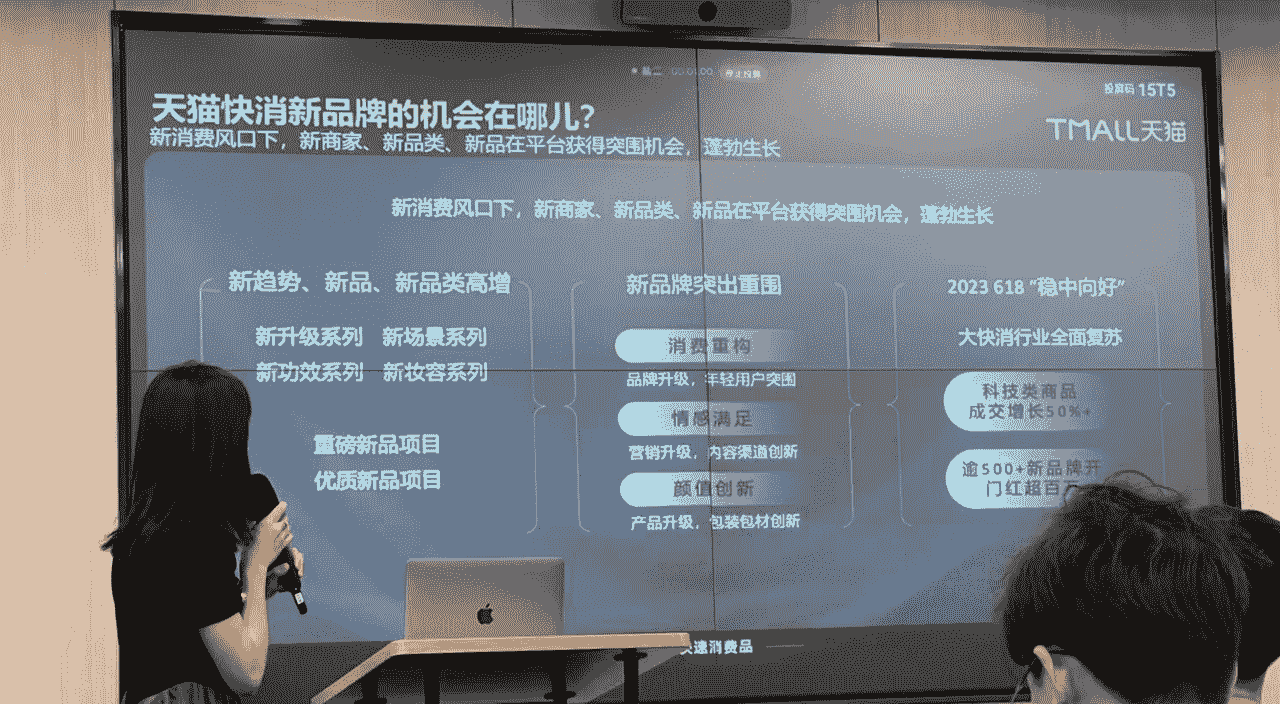 00:01:00 停止投屏
投屏码 15T5
天猫快消新品牌的机会在哪儿？
TMALL天猫
新消费风口下，新商家、新品类、新品在平台获得突围机会，蓬勃生长
新消费风口下，新商家、新品类、新品在平台获得突围机会，蓬勃生长
新趋势、新品、新品类高增
新升级系列 新场景系列
新功效系列 新妆容系列
重磅新品项目
优质新品项目
新品牌突出重围
消费重构
品牌升级，年轻用户突围
情感满足
营销升级，内容渠道创新
颜值创新
产品升级，包装包材创新
2023 618 “稳中向好”
大快消行业全面复苏
科技类商品
成交增长50%+
逾500+新品牌开
门红超百
速消费品